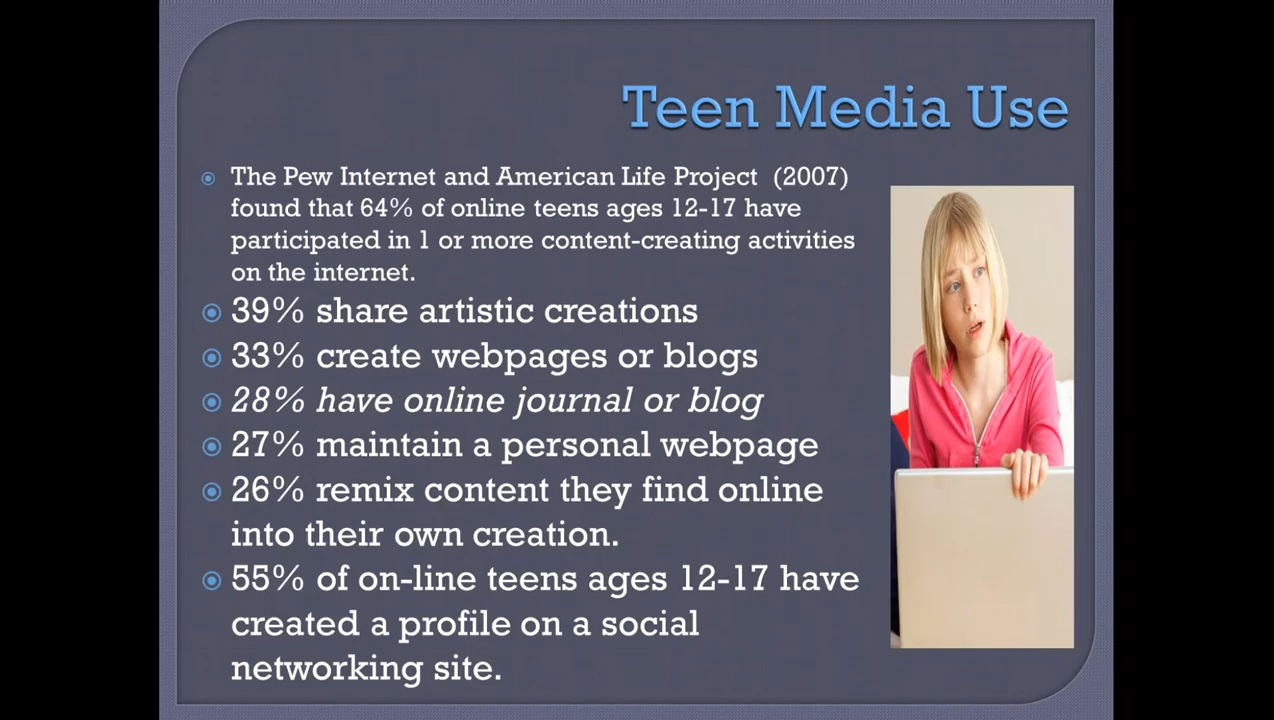 Teen Media Use
The Pew Internet and American Life Project (2007)
found that 64% of online teens ages 12-17 have
participated in 1 or more content-creating activities
on the internet.
39% share artistic creations
33% create webpages or blogs
28% have online journal or blog
27% maintain a personal webpage
26% remix content they find online
into their own creation.
55% of on-line teens ages 12-17 have
created a profile on a social
networking site.